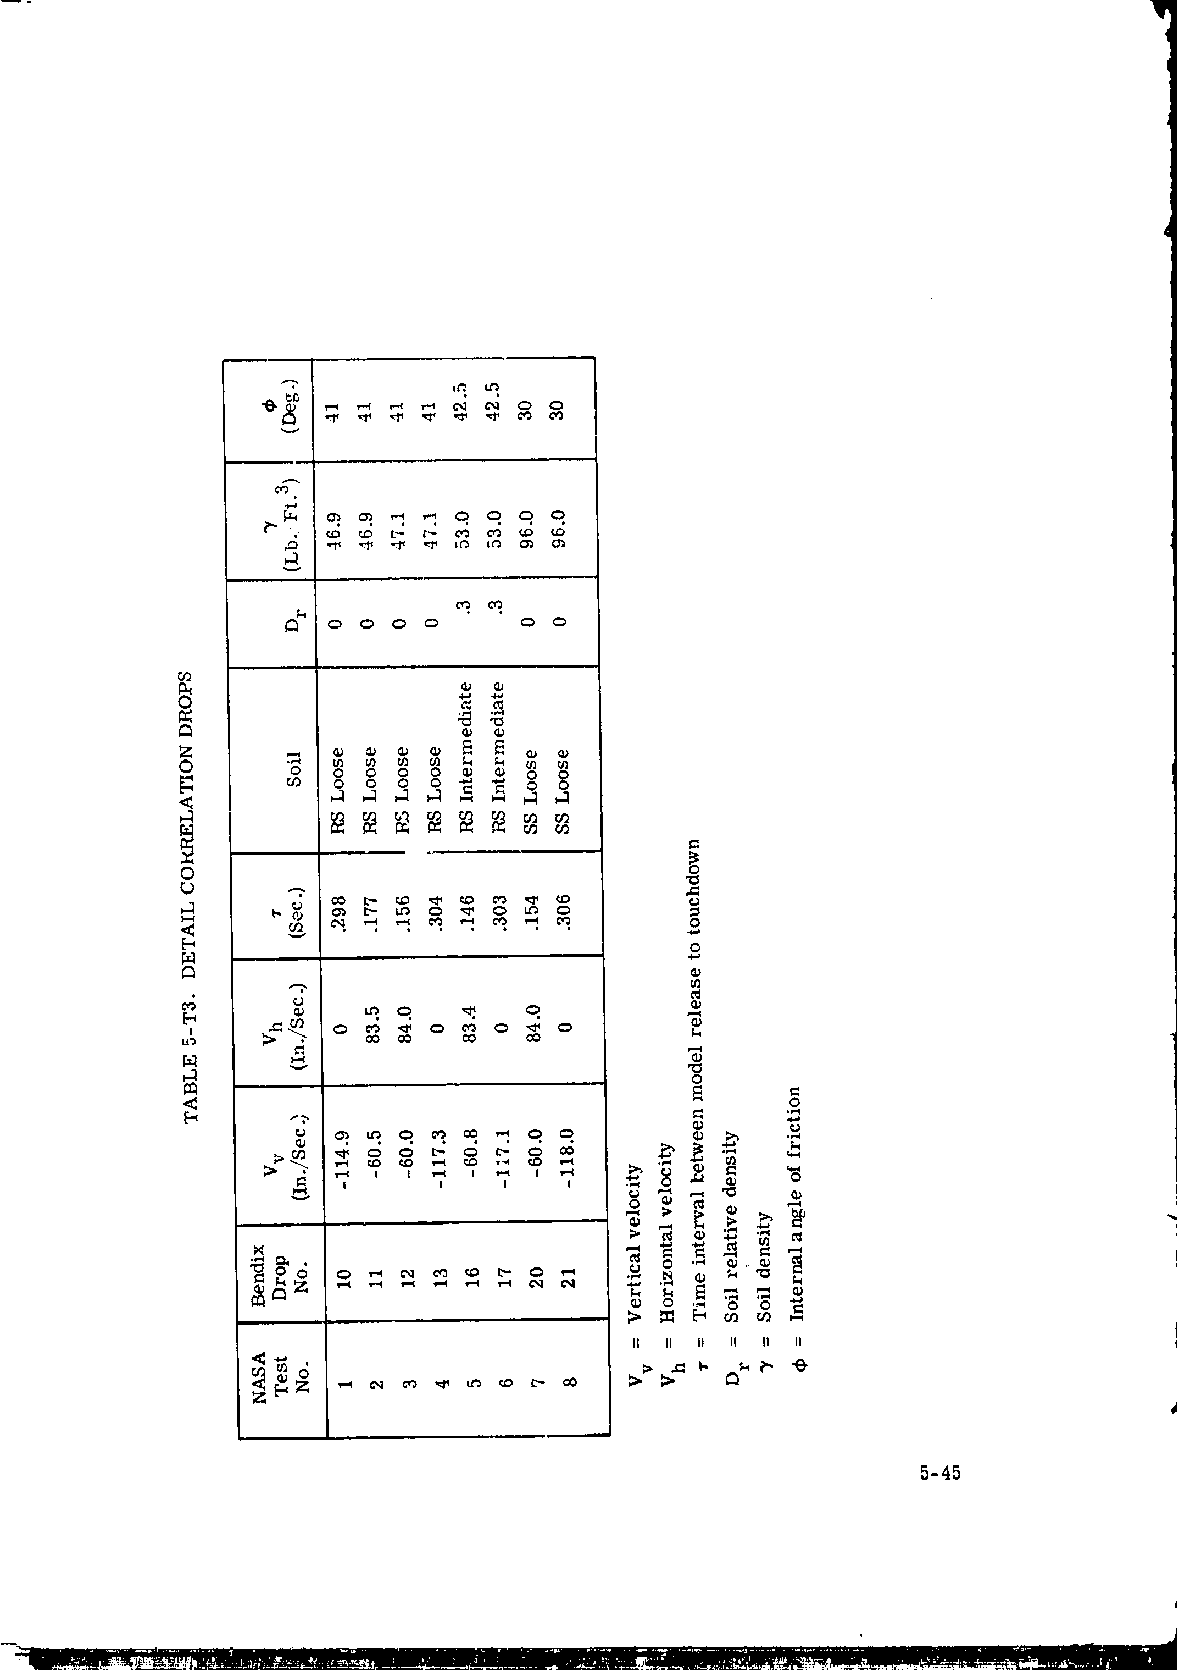 TABLE 5-T3. DETAIL CORRELATION DROPS
NASA Test No. Bendix Drop No. Vv (In./Sec.) Vh (In./Sec.) τ (Sec.) Soil Dr γ (Lb. Ft.3) φ (Deg.)
1 10 -114.9 0 .298 RS Loose 0 46.9 41
2 11 -60.5 83.5 .177 RS Loose 0 46.9 41
3 12 -60.0 84.0 .156 RS Loose 0 47.1 41
4 13 -117.3 0 .304 RS Loose 0 47.1 41
5 16 -60.8 83.4 .146 RS Intermediate .3 53.0 42.5
6 17 -117.1 0 .303 RS Intermediate .3 53.0 42.5
7 20 -60.0 84.0 .154 SS Loose 0 96.0 30
8 21 -118.0 0 .306 SS Loose 0 96.0 30
Vv = Vertical velocity
Vh = Horizontal velocity
τ = Time interval between model release to touchdown
Dr = Soil relative density
γ = Soil density
φ = Internal angle of friction
5-45